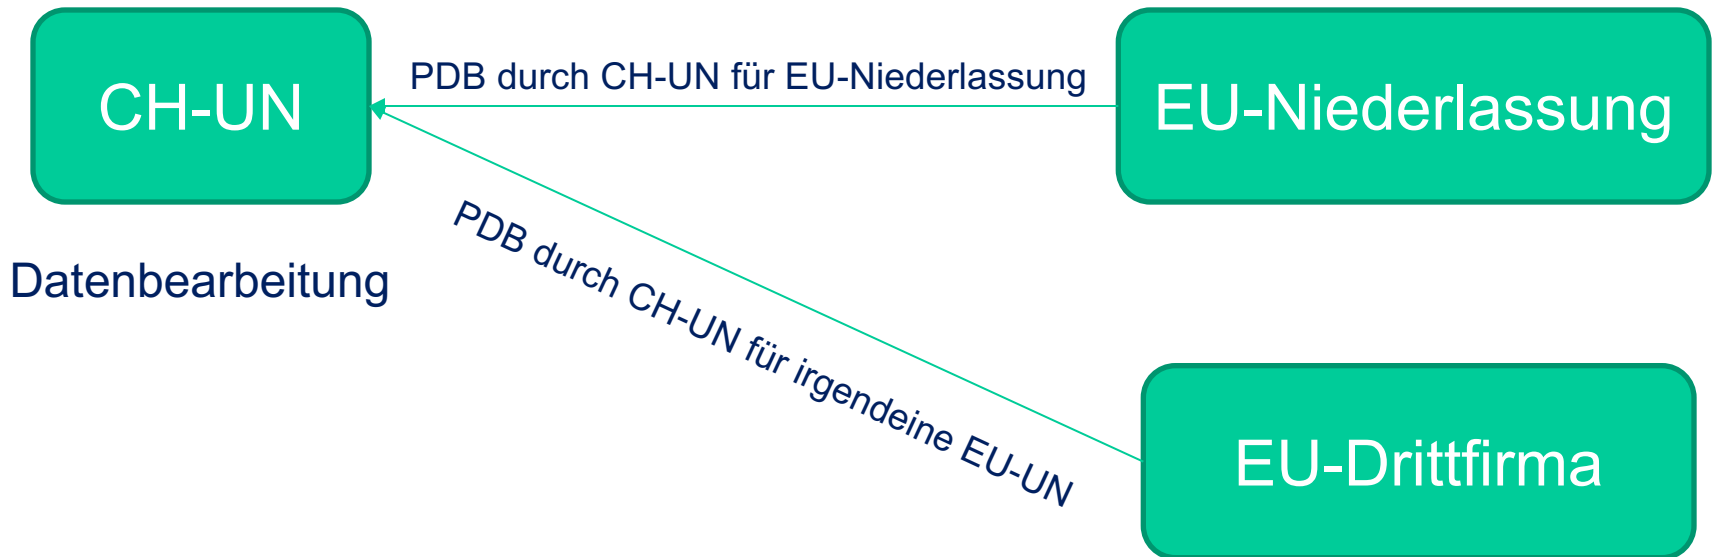 CH-UN
PDB durch CH-UN für EU-Niederlassung
EU-Niederlassung
Datenbearbeitung
PDB durch CH-UN für irgendeine EU-UN
EU-Drittfirma